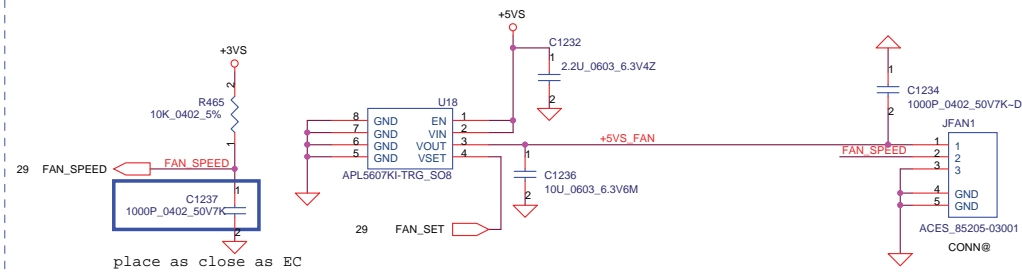 +5VS
+3VS
C1232
1
2.2U_0603_6.3V4Z
2
2
R465
10K_0402_5%
1
U18
8 GND EN 1
7 GND VIN 2
6 GND VOUT 3
5 GND VSET 4
APL5607KI-TRG_SO8
+5VS_FAN
1
C1234
1000P_0402_50V7K~D
2
JFAN1
1 1
FAN_SPEED 2 2
3 3
4 GND
5 GND
ACES_85205-03001
CONN@
29 FAN_SPEED FAN_SPEED
1
C1237
1000P_0402_50V7K
2
1
C1236
10U_0603_6.3V6M
2
29 FAN_SET
place as close as EC